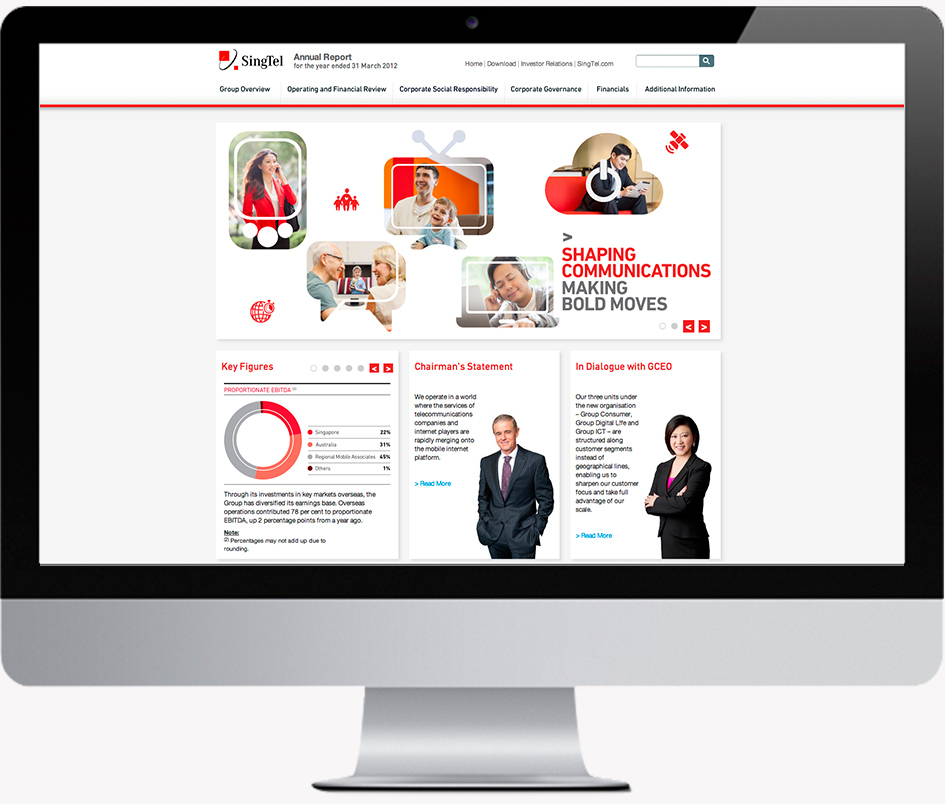 SingTel
Annual Report
for the year ended 31 March 2012
Home | Download | Investor Relations | SingTel.com
Group Overview
Operating and Financial Review
Corporate Social Responsibility
Corporate Governance
Financials
Additional Information
>
SHAPING
COMMUNICATIONS
MAKING
BOLD MOVES
< >
Key Figures
< >
PROPORTIONATE EBITDA (2)
Singapore 22%
Australia 31%
Regional Mobile Associates 45%
Others 1%
Through its investments in key markets overseas, the
Group has diversified its earnings base. Overseas
operations contributed 78 per cent to proportionate
EBITDA, up 2 percentage points from a year ago.
Note:
(2) Percentages may not add up due to
rounding.
Chairman's Statement
We operate in a world
where the services of
telecommunications
companies and
internet players are
rapidly merging onto
the mobile internet
platform.
> Read More
In Dialogue with GCEO
Our three units under
the new organisation
– Group Consumer,
Group Digital L!fe and
Group ICT – are
structured along
customer segments
instead of
geographical lines,
enabling us to
sharpen our customer
focus and take full
advantage of our
scale.
> Read More